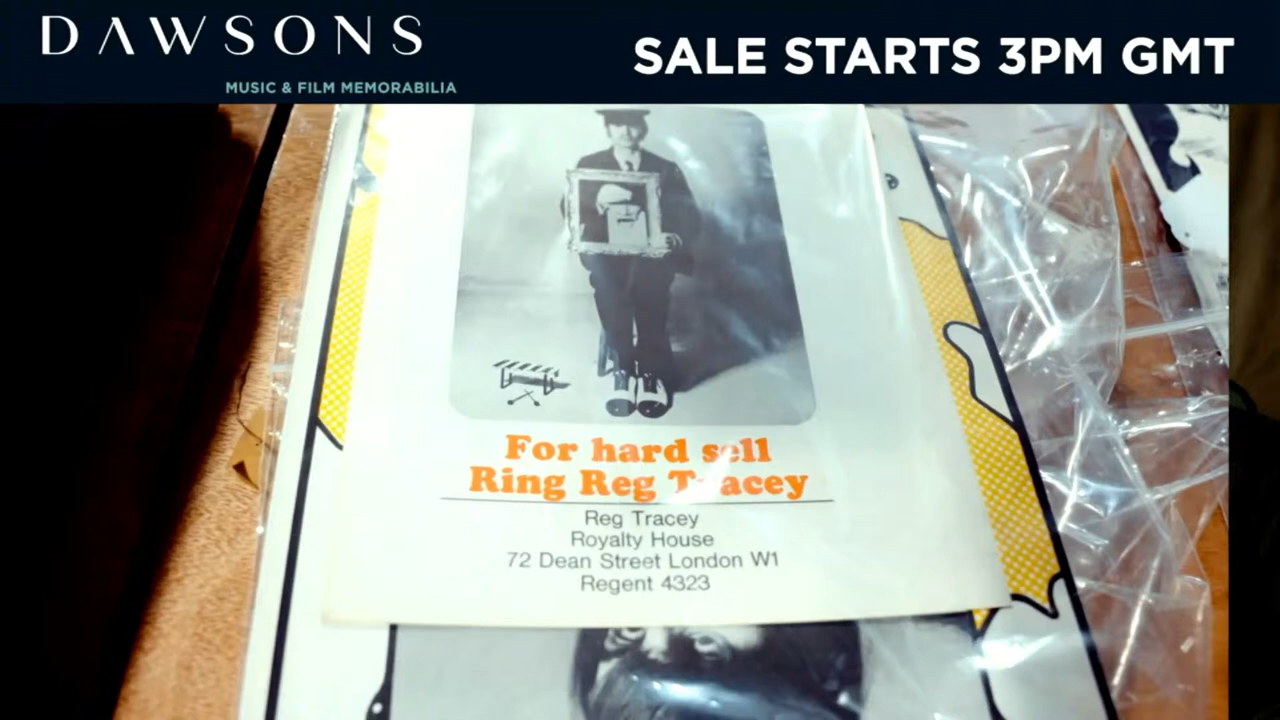 DAWSONS
MUSIC & FILM MEMORABILIA
SALE STARTS 3PM GMT
For hard sell
Ring Reg Tracey
Reg Tracey
Royalty House
72 Dean Street London W1
Regent 4323